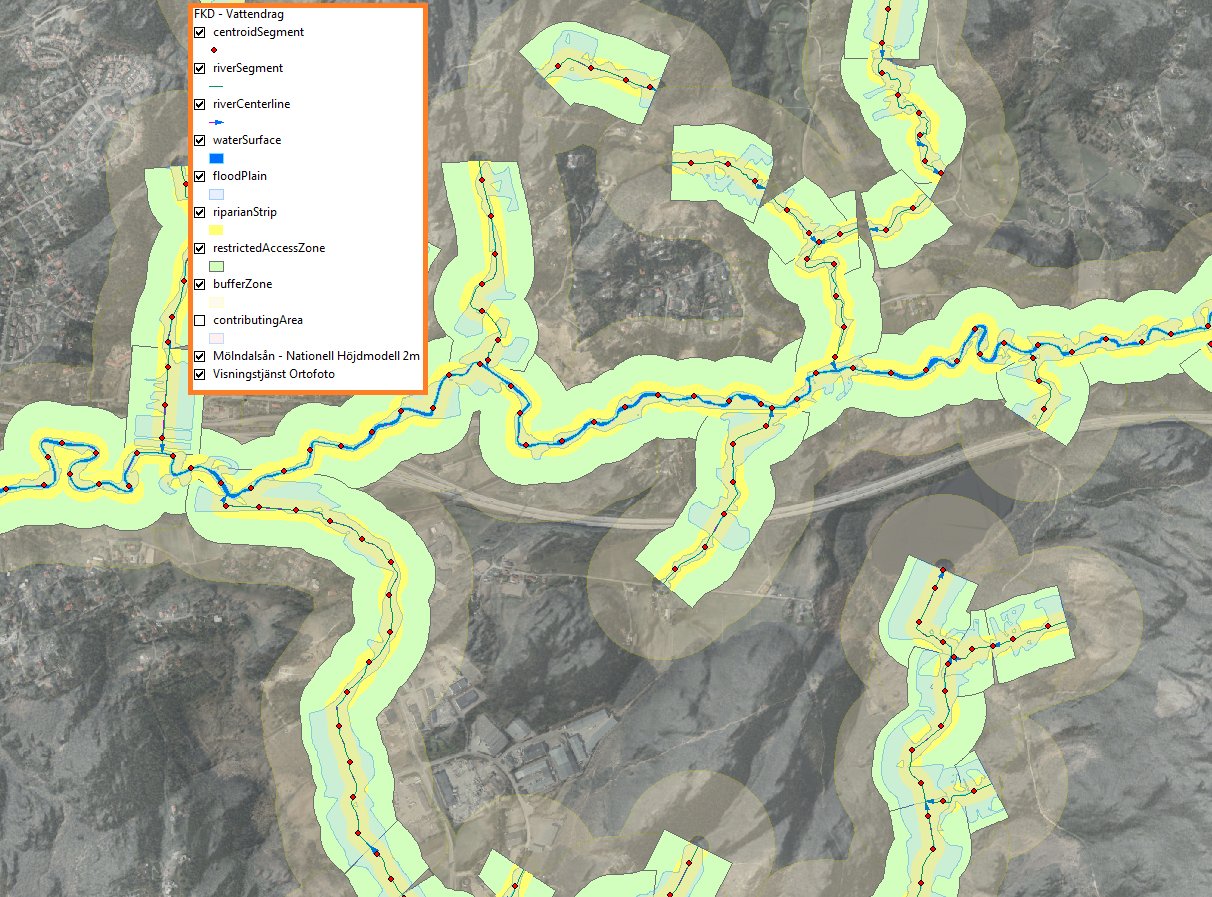 FKD - Vattendrag
centroidSegment
riverSegment
riverCenterline
waterSurface
floodPlain
riparianStrip
restrictedAccessZone
bufferZone
contributingArea
Mölndalsån - Nationell Höjdmodell 2m
Visningstjänst Ortofoto